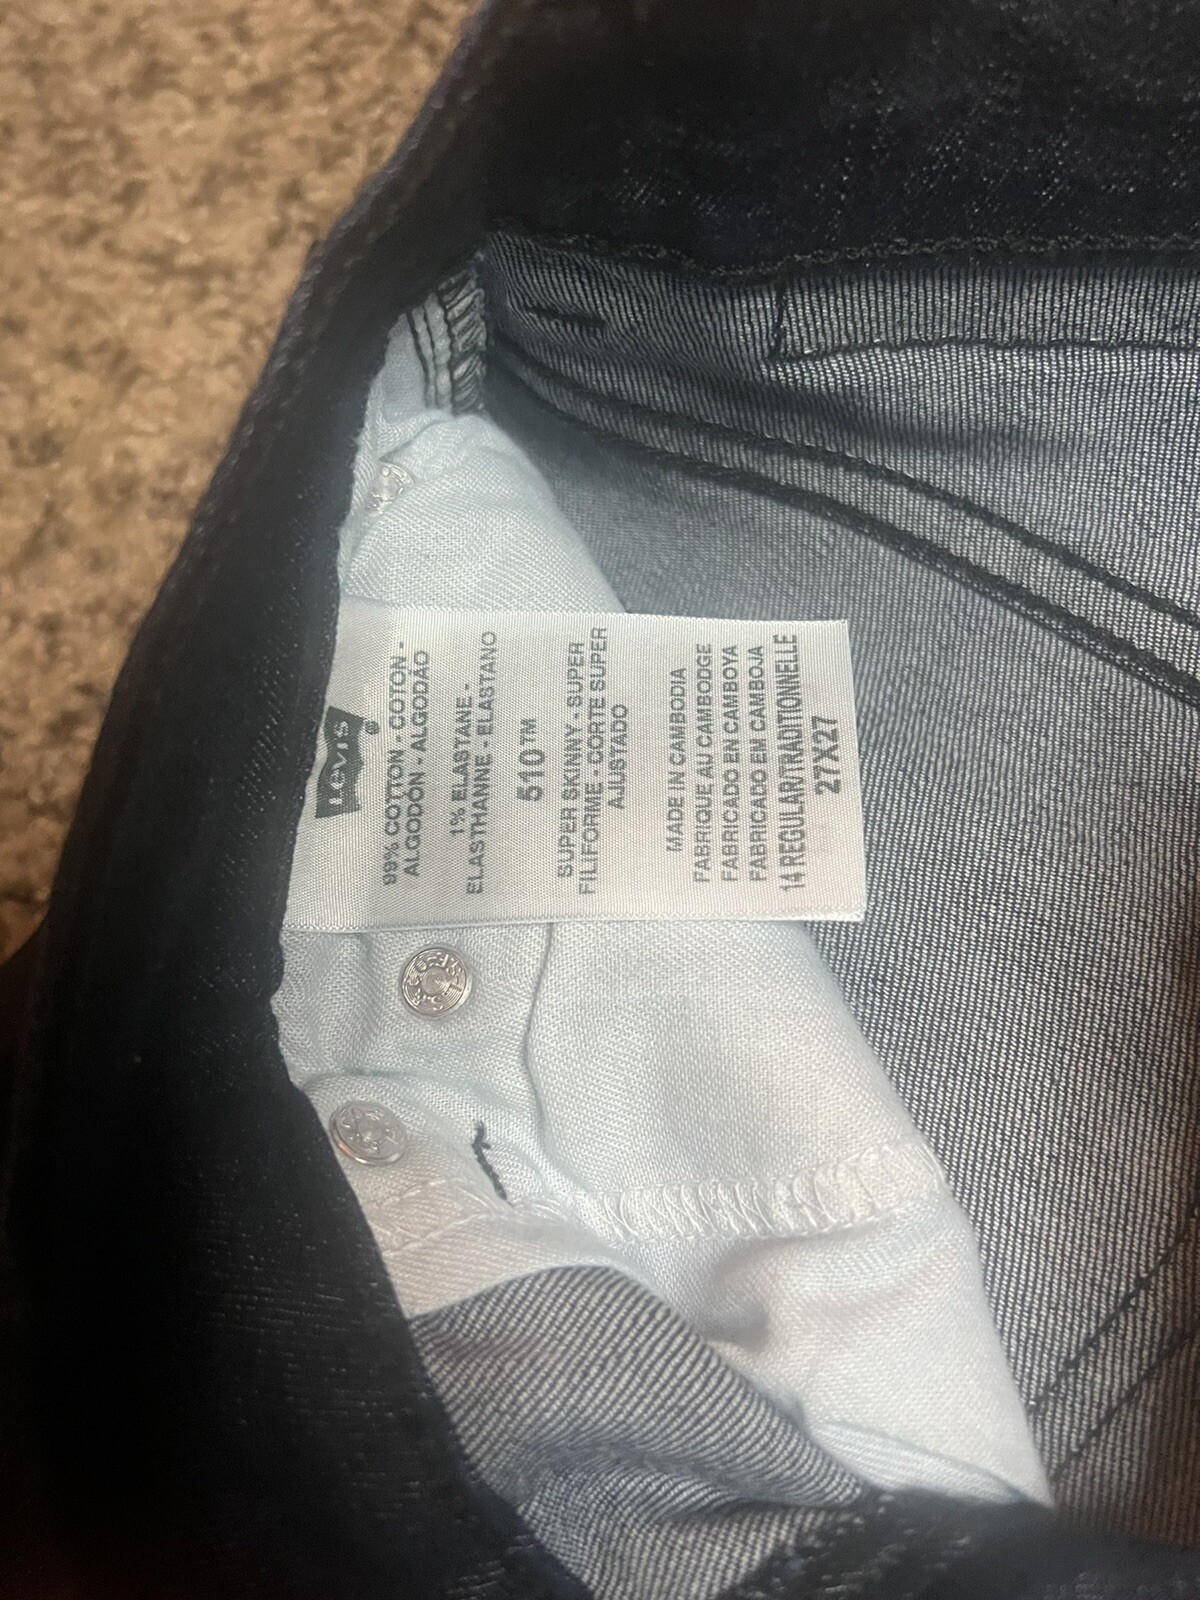 Levi's®
99% COTTON - COTON -
ALGODÓN - ALGODÃO
1% ELASTANE -
ELASTHANNE - ELASTANO
510™
SUPER SKINNY - SUPER
FILIFORME - CORTE SUPER
AJUSTADO
MADE IN CAMBODIA
FABRIQUE AU CAMBODGE
FABRICADO EN CAMBOYA
FABRICADO EM CAMBOJA
14 REGULAR/TRADITIONNELLE
27X27